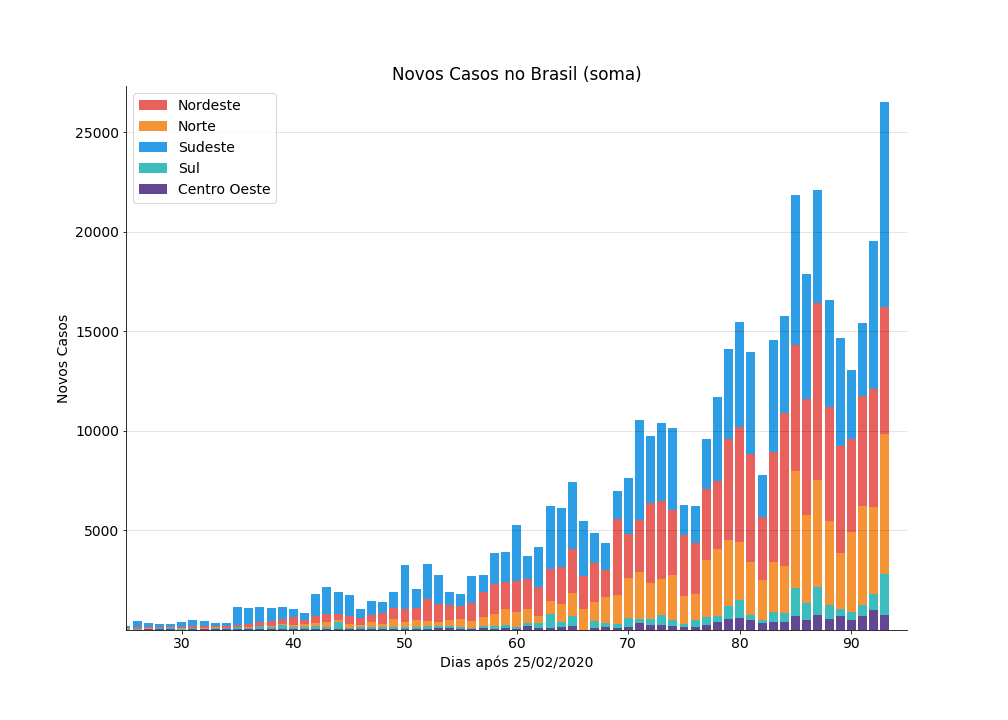 Novos Casos no Brasil (soma)
Nordeste
Norte
Sudeste
Sul
Centro Oeste
25000
20000
15000
10000
5000
Novos Casos
30 40 50 60 70 80 90
Dias após 25/02/2020